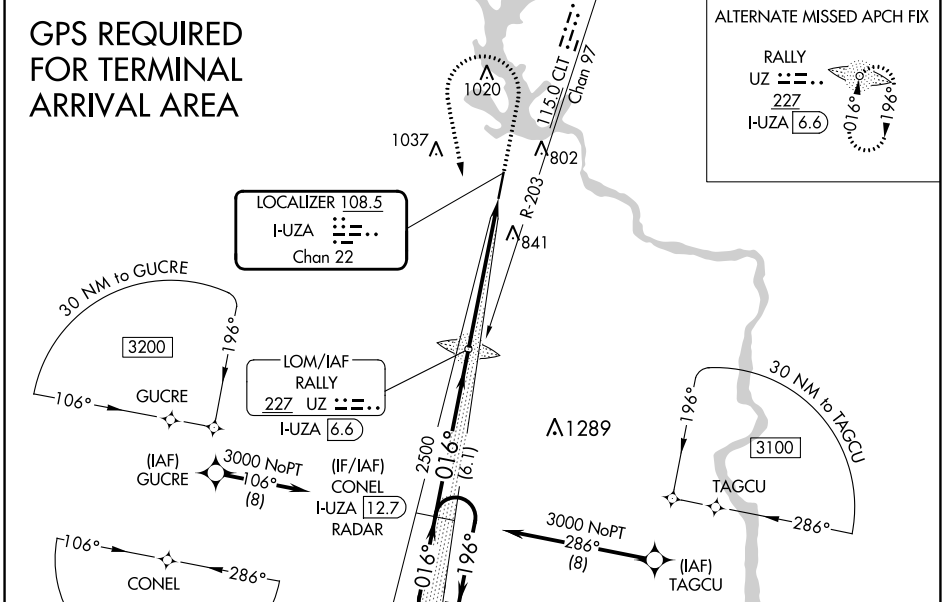 GPS REQUIRED
FOR TERMINAL
ARRIVAL AREA
ALTERNATE MISSED APCH FIX
RALLY
UZ
227
I-UZA 6.6
016°
196°
1020
115.0 CLT
Chan 97
1037
802
R-203
841
LOCALIZER 108.5
I-UZA
Chan 22
30 NM to GUCRE
3200
196°
106°
GUCRE
LOM/IAF
RALLY
227 UZ
I-UZA 6.6
1289
30 NM to TAGCU
196°
3100
TAGCU
286°
(IAF)
GUCRE
3000 NoPT
106°
(8)
(IF/IAF)
CONEL
I-UZA 12.7
RADAR
2500
016°
(6.1)
3000 NoPT
286°
(8)
(IAF)
TAGCU
106°
286°
CONEL
016°
196°